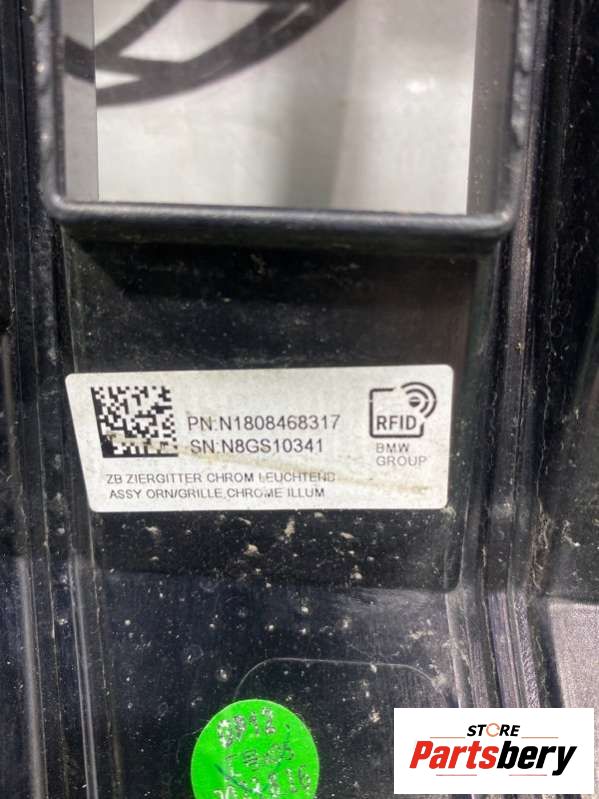 PN:N1808468317
SN:N8GS10341
RFID
BMW
GROUP
ZB ZIERGITTER CHROM LEUCHTEND
ASSY ORN/GRILLE,CHROME ILLUM
STORE
Partsbery